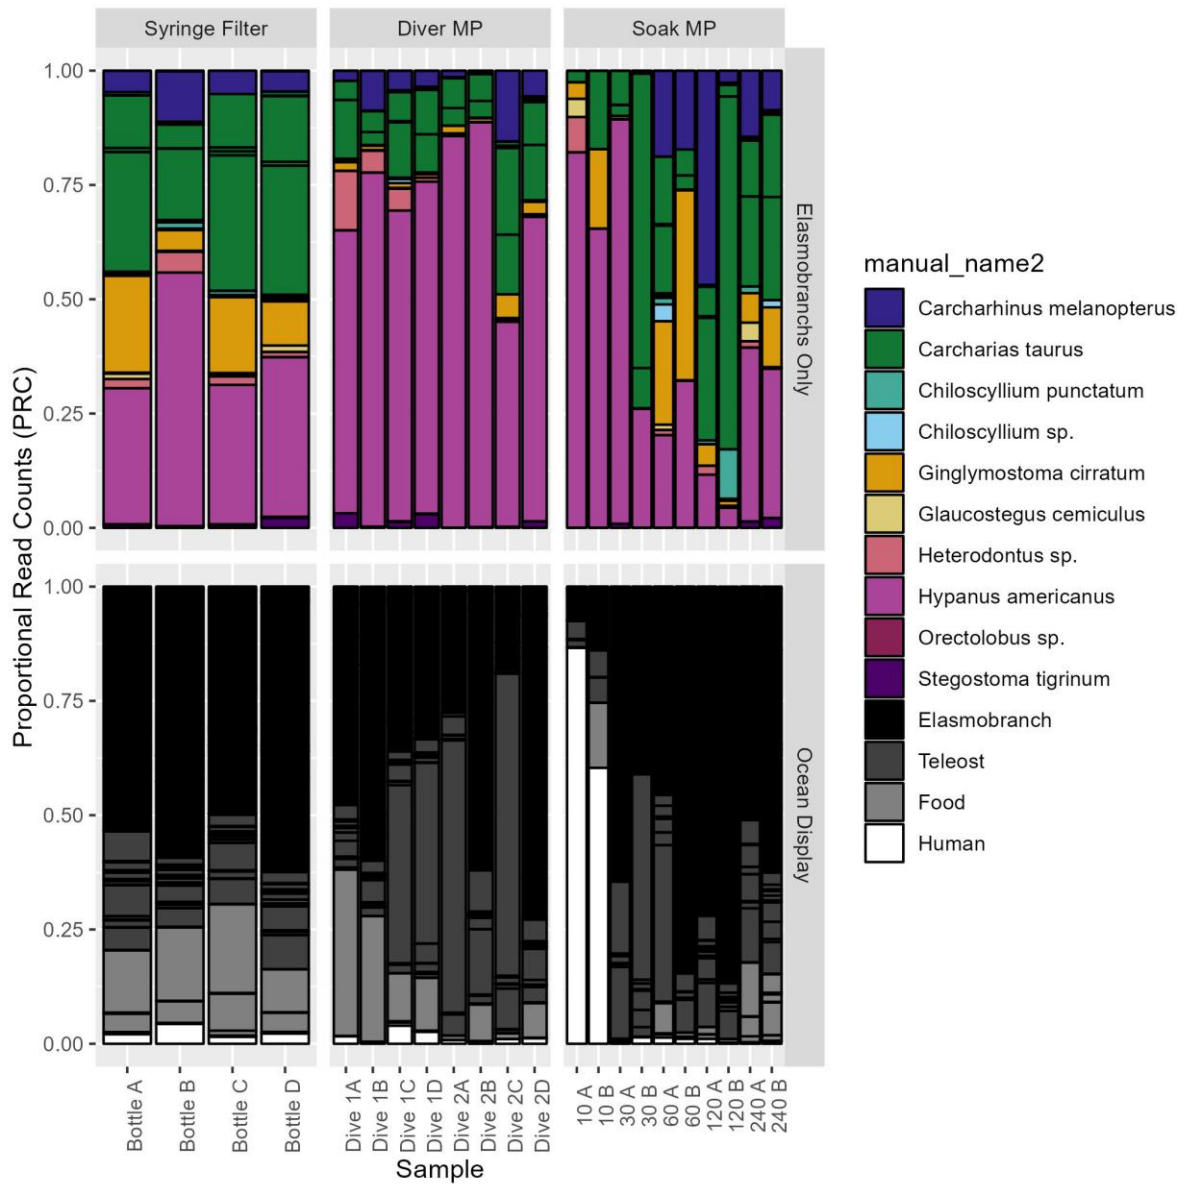 Syringe Filter
Diver MP
Soak MP
Proportional Read Counts (PRC)
1.00
0.75
0.50
0.25
0.00
Elasmobranchs Only
1.00
0.75
0.50
0.25
0.00
Ocean Display
Bottle A
Bottle B
Bottle C
Bottle D
Dive 1A
Dive 1B
Dive 1C
Dive 1D
Dive 2A
Dive 2B
Dive 2C
Dive 2D
10 A
10 B
30 A
30 B
60 A
60 B
120 A
120 B
240 A
240 B
Sample
manual_name2
Carcharhinus melanopterus
Carcharias taurus
Chiloscyllium punctatum
Chiloscyllium sp.
Ginglymostoma cirratum
Glaucostegus cemiculus
Heterodontus sp.
Hypanus americanus
Orectolobus sp.
Stegostoma tigrinum
Elasmobranch
Teleost
Food
Human